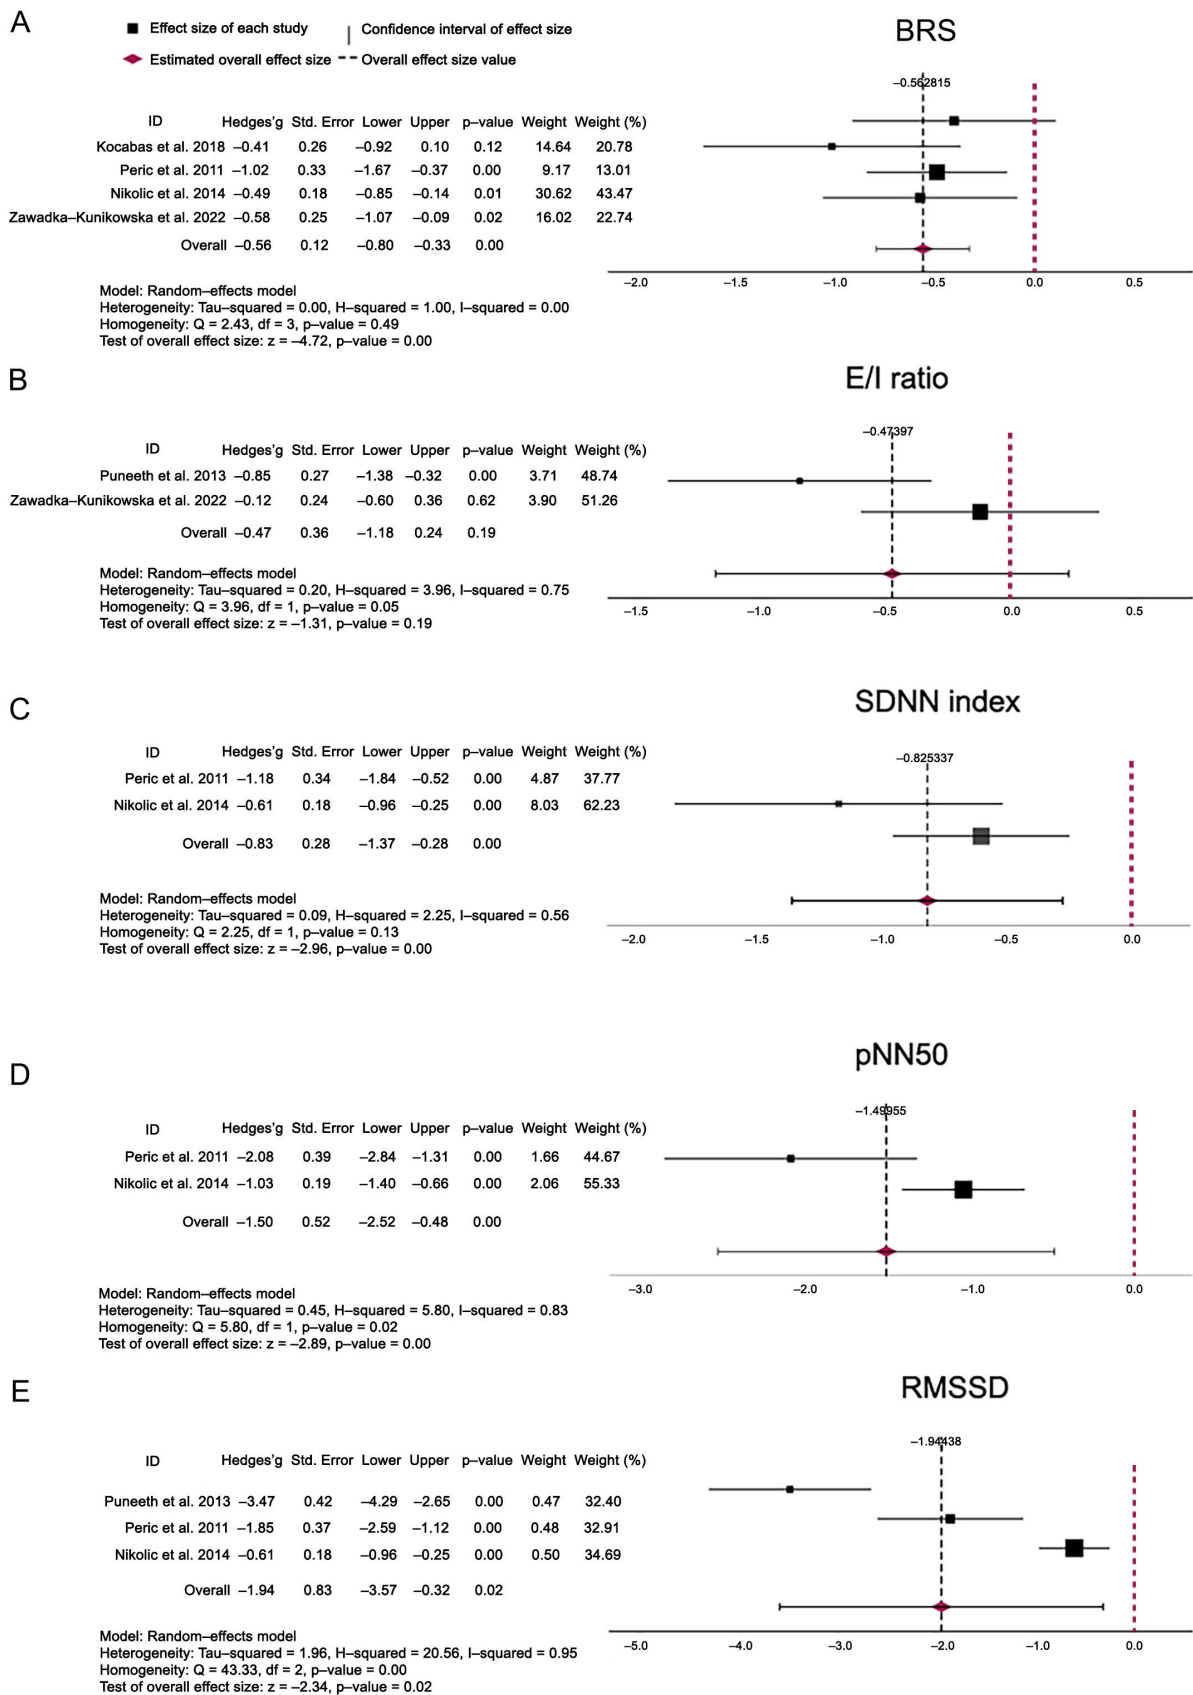 A
Effect size of each study
Confidence interval of effect size
Estimated overall effect size
Overall effect size value
BRS
−0.562815
ID Hedges'g Std. Error Lower Upper p–value Weight Weight (%)
Kocabas et al. 2018 −0.41 0.26 −0.92 0.10 0.12 14.64 20.78
Peric et al. 2011 −1.02 0.33 −1.67 −0.37 0.00 9.17 13.01
Nikolic et al. 2014 −0.49 0.18 −0.85 −0.14 0.01 30.62 43.47
Zawadka–Kunikowska et al. 2022 −0.58 0.25 −1.07 −0.09 0.02 16.02 22.74
Overall −0.56 0.12 −0.80 −0.33 0.00
−2.0 −1.5 −1.0 −0.5 0.0 0.5
Model: Random–effects model
Heterogeneity: Tau–squared = 0.00, H–squared = 1.00, I–squared = 0.00
Homogeneity: Q = 2.43, df = 3, p–value = 0.49
Test of overall effect size: z = −4.72, p–value = 0.00
B
E/I ratio
−0.47397
ID Hedges'g Std. Error Lower Upper p–value Weight Weight (%)
Puneeth et al. 2013 −0.85 0.27 −1.38 −0.32 0.00 3.71 48.74
Zawadka–Kunikowska et al. 2022 −0.12 0.24 −0.60 0.36 0.62 3.90 51.26
Overall −0.47 0.36 −1.18 0.24 0.19
Model: Random–effects model
Heterogeneity: Tau–squared = 0.20, H–squared = 3.96, I–squared = 0.75
Homogeneity: Q = 3.96, df = 1, p–value = 0.05
Test of overall effect size: z = −1.31, p–value = 0.19
−1.5 −1.0 −0.5 0.0 0.5
C
SDNN index
−0.825337
ID Hedges'g Std. Error Lower Upper p–value Weight Weight (%)
Peric et al. 2011 −1.18 0.34 −1.84 −0.52 0.00 4.87 37.77
Nikolic et al. 2014 −0.61 0.18 −0.96 −0.25 0.00 8.03 62.23
Overall −0.83 0.28 −1.37 −0.28 0.00
Model: Random–effects model
Heterogeneity: Tau–squared = 0.09, H–squared = 2.25, I–squared = 0.56
Homogeneity: Q = 2.25, df = 1, p–value = 0.13
Test of overall effect size: z = −2.96, p–value = 0.00
−2.0 −1.5 −1.0 −0.5 0.0
D
pNN50
−1.49955
ID Hedges'g Std. Error Lower Upper p–value Weight Weight (%)
Peric et al. 2011 −2.08 0.39 −2.84 −1.31 0.00 1.66 44.67
Nikolic et al. 2014 −1.03 0.19 −1.40 −0.66 0.00 2.06 55.33
Overall −1.50 0.52 −2.52 −0.48 0.00
−3.0 −2.0 −1.0 0.0
Model: Random–effects model
Heterogeneity: Tau–squared = 0.45, H–squared = 5.80, I–squared = 0.83
Homogeneity: Q = 5.80, df = 1, p–value = 0.02
Test of overall effect size: z = −2.89, p–value = 0.00
E
RMSSD
−1.94438
ID Hedges'g Std. Error Lower Upper p–value Weight Weight (%)
Puneeth et al. 2013 −3.47 0.42 −4.29 −2.65 0.00 0.47 32.40
Peric et al. 2011 −1.85 0.37 −2.59 −1.12 0.00 0.48 32.91
Nikolic et al. 2014 −0.61 0.18 −0.96 −0.25 0.00 0.50 34.69
Overall −1.94 0.83 −3.57 −0.32 0.02
Model: Random–effects model
Heterogeneity: Tau–squared = 1.96, H–squared = 20.56, I–squared = 0.95
Homogeneity: Q = 43.33, df = 2, p–value = 0.00
Test of overall effect size: z = −2.34, p–value = 0.02
−5.0 −4.0 −3.0 −2.0 −1.0 0.0